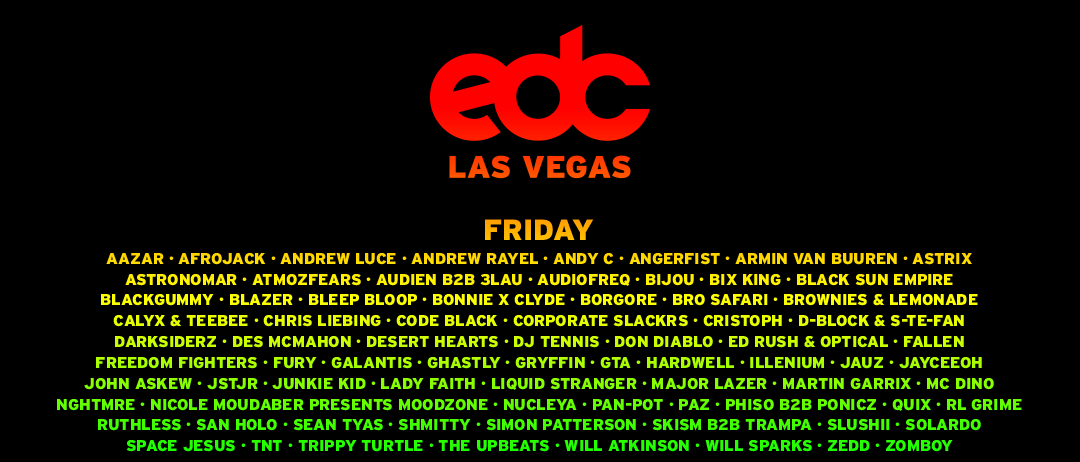 edc
LAS VEGAS
FRIDAY
AAZAR · AFROJACK · ANDREW LUCE · ANDREW RAYEL · ANDY C · ANGERFIST · ARMIN VAN BUUREN · ASTRIX
ASTRONOMAR · ATMOZFEARS · AUDIEN B2B 3LAU · AUDIOFREQ · BIJOU · BIX KING · BLACK SUN EMPIRE
BLACKGUMMY · BLAZER · BLEEP BLOOP · BONNIE X CLYDE · BORGORE · BRO SAFARI · BROWNIES & LEMONADE
CALYX & TEEBEE · CHRIS LIEBING · CODE BLACK · CORPORATE SLACKRS · CRISTOPH · D-BLOCK & S-TE-FAN
DARKSIDERZ · DES MCMAHON · DESERT HEARTS · DJ TENNIS · DON DIABLO · ED RUSH & OPTICAL · FALLEN
FREEDOM FIGHTERS · FURY · GALANTIS · GHASTLY · GRYFFIN · GTA · HARDWELL · ILLENIUM · JAUZ · JAYCEEOH
JOHN ASKEW · JSTJR · JUNKIE KID · LADY FAITH · LIQUID STRANGER · MAJOR LAZER · MARTIN GARRIX · MC DINO
NGHTMRE · NICOLE MOUDABER PRESENTS MOODZONE · NUCLEYA · PAN-POT · PAZ · PHISO B2B PONICZ · QUIX · RL GRIME
RUTHLESS · SAN HOLO · SEAN TYAS · SHMITTY · SIMON PATTERSON · SKISM B2B TRAMPA · SLUSHII · SOLARDO
SPACE JESUS · TNT · TRIPPY TURTLE · THE UPBEATS · WILL ATKINSON · WILL SPARKS · ZEDD · ZOMBOY